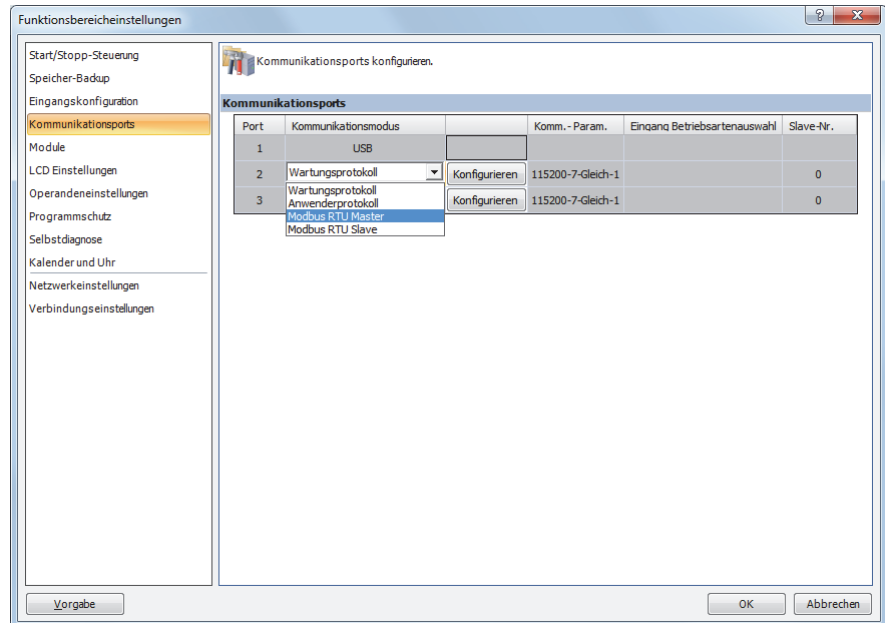 Funktionsbereicheinstellungen
Start/Stopp-Steuerung
Speicher-Backup
Eingangskonfiguration
Kommunikationsports
Module
LCD Einstellungen
Operandeneinstellungen
Programmschutz
Selbstdiagnose
Kalender und Uhr
Netzwerkeinstellungen
Verbindungseinstellungen
Kommunikationsports konfigurieren.
Kommunikationsports
Port Kommunikationsmodus Komm. - Param. Eingang Betriebsartenauswahl Slave-Nr.
1 USB
2 Wartungsprotokoll Konfigurieren 115200-7-Gleich-1 0
3 Konfigurieren 115200-7-Gleich-1 0
Wartungsprotokoll
Anwenderprotokoll
Modbus RTU Master
Modbus RTU Slave
Vorgabe OK Abbrechen